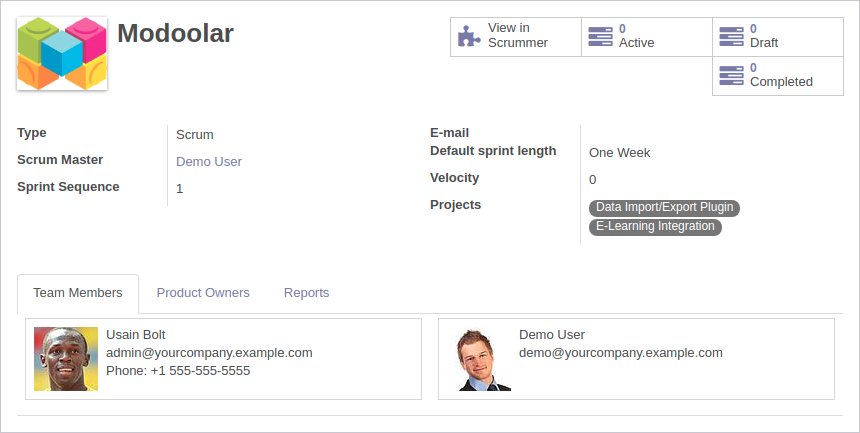 Modoolar
View in
Scrummer
0
Active
0
Draft
0
Completed
Type
Scrum
Scrum Master
Demo User
Sprint Sequence
1
E-mail
Default sprint length
One Week
Velocity
0
Projects
Data Import/Export Plugin
E-Learning Integration
Team Members
Product Owners
Reports
Usain Bolt
admin@yourcompany.example.com
Phone: +1 555-555-5555
Demo User
demo@yourcompany.example.com